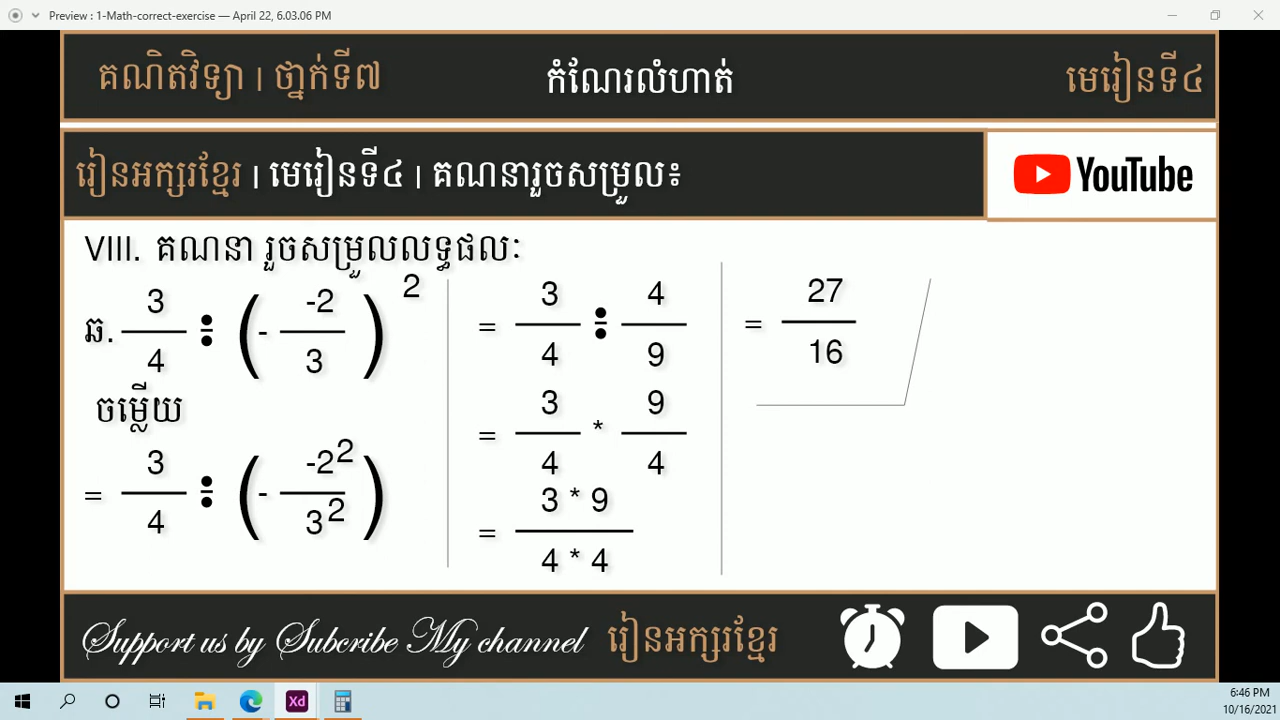 Preview : 1-Math-correct-exercise — April 22, 6.03.06 PM
គណិតវិទ្យា | ថា្នក់ទី៧ កំណែរលំហាត់ មេរៀនទី៤
រៀនអក្សរខ្មែរ | មេរៀនទី៤ | គណនារួចសម្រួល៖ YouTube
VIII. គណនា រួចសម្រួលលទ្ធផលៈ
ឆ. 3/4 ÷ (- -2/3)^2
ចម្លើយ
= 3/4 ÷ (- -2^2/3^2)
= 3/4 ÷ 4/9
= 3/4 * 9/4
= 3 * 9 / 4 * 4
= 27/16
Support us by Subcribe My channel រៀនអក្សរខ្មែរ
Xd
6:46 PM
10/16/2021